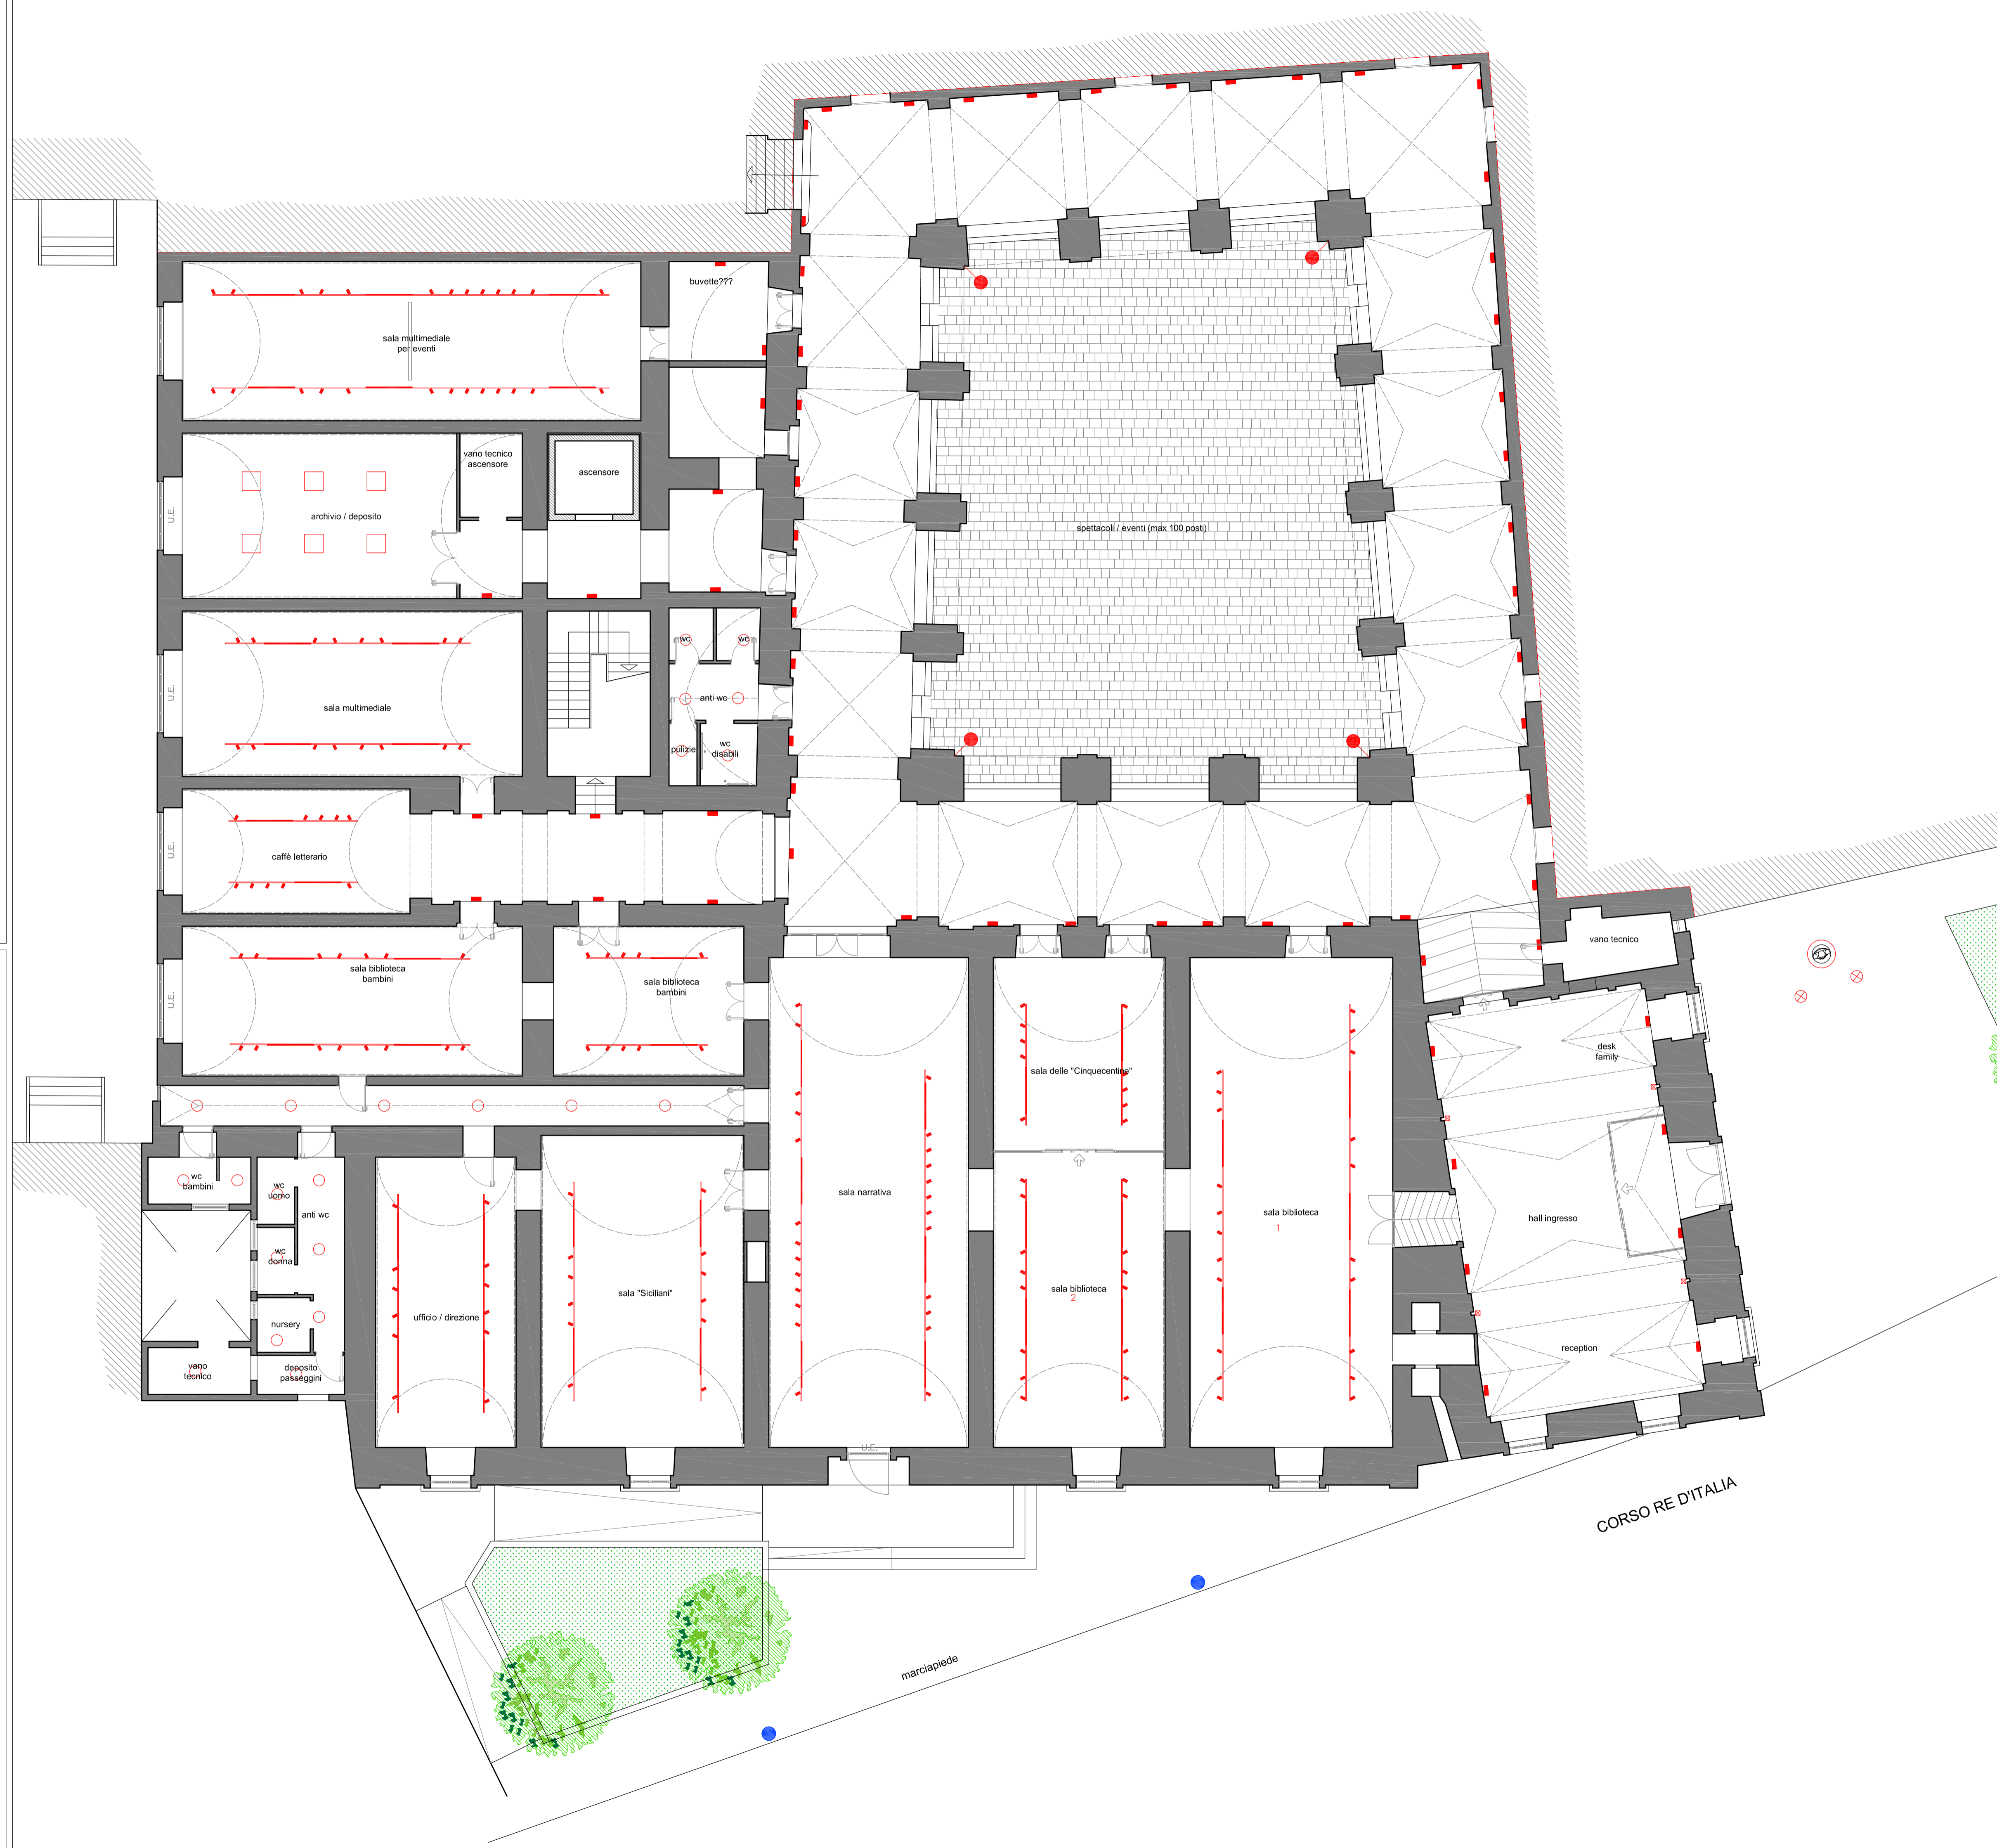 buvette???
sala multimediale
per eventi
vano tecnico
ascensore
ascensore
archivio / deposito
U.E.
spettacoli / eventi (max 100 posti)
wc
wc
anti wc
sala multimediale
U.E.
pulizie
wc
disabili
caffè letterario
U.E.
vano tecnico
sala biblioteca
bambini
sala biblioteca
bambini
U.E.
desk
family
sala delle "Cinquecentine"
wc
bambini
wc
uomo
anti wc
sala narrativa
sala biblioteca
1
hall ingresso
wc
donna
sala "Siciliani"
sala biblioteca
2
ufficio / direzione
nursery
reception
vano
tecnico
deposito
passeggini
U.E.
CORSO RE D'ITALIA
marciapiede